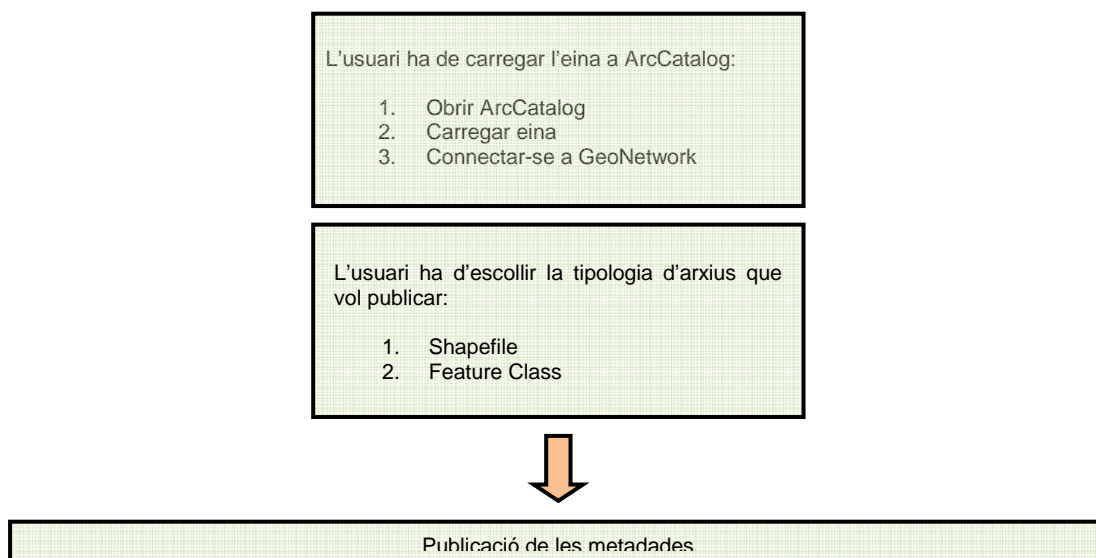 L’usuari ha de carregar l’eina a ArcCatalog:
1. Obrir ArcCatalog
2. Carregar eina
3. Connectar-se a GeoNetwork
L’usuari ha d’escollir la tipologia d’arxius que
vol publicar:
1. Shapefile
2. Feature Class
Publicació de les metadades